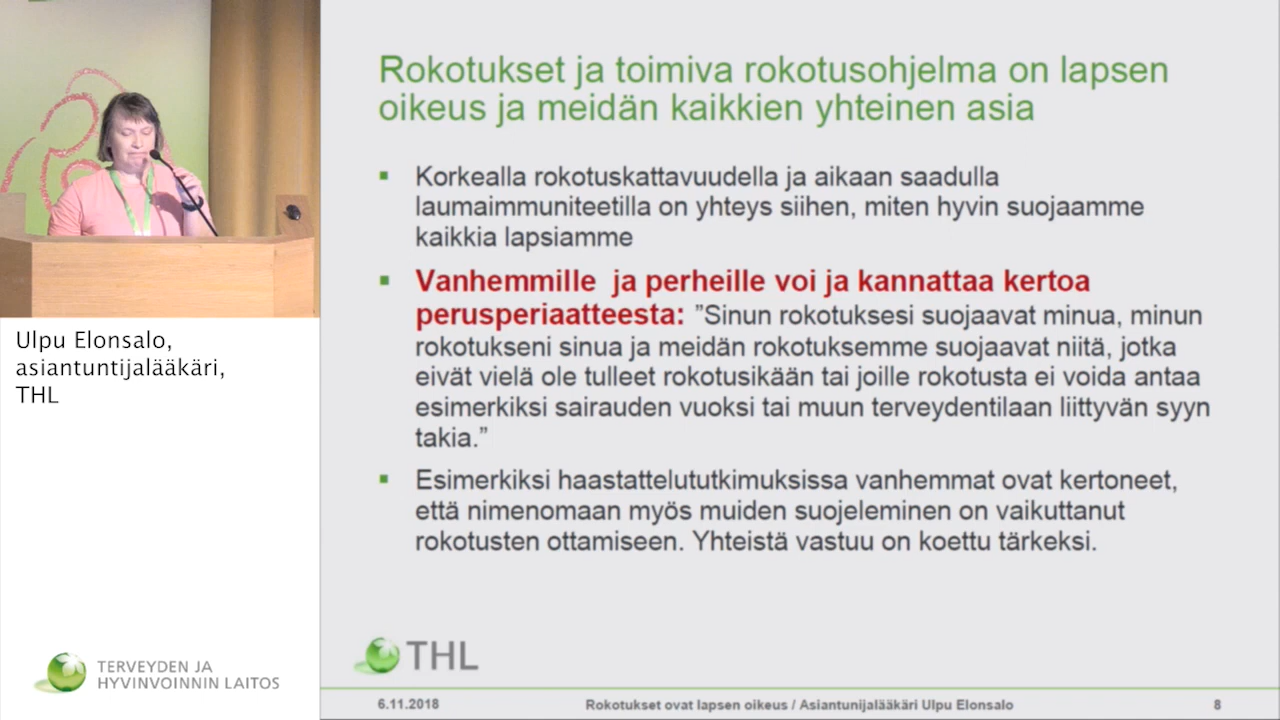 Rokotukset ja toimiva rokotusohjelma on lapsen
oikeus ja meidän kaikkien yhteinen asia
▪ Korkealla rokotuskattavuudella ja aikaan saadulla
laumaimmuniteetilla on yhteys siihen, miten hyvin suojaamme
kaikkia lapsiamme
▪ Vanhemmille ja perheille voi ja kannattaa kertoa
perusperiaatteesta: ”Sinun rokotuksesi suojaavat minua, minun
rokotukseni sinua ja meidän rokotuksemme suojaavat niitä, jotka
eivät vielä ole tulleet rokotusikään tai joille rokotusta ei voida antaa
esimerkiksi sairauden vuoksi tai muun terveydentilaan liittyvän syyn
takia.”
▪ Esimerkiksi haastattelututkimuksissa vanhemmat ovat kertoneet,
että nimenomaan myös muiden suojeleminen on vaikuttanut
rokotusten ottamiseen. Yhteistä vastuu on koettu tärkeksi.
THL
6.11.2018 Rokotukset ovat lapsen oikeus / Asiantunijalääkäri Ulpu Elonsalo 8
Ulpu Elonsalo,
asiantuntijalääkäri,
THL
TERVEYDEN JA
HYVINVOINNIN LAITOS